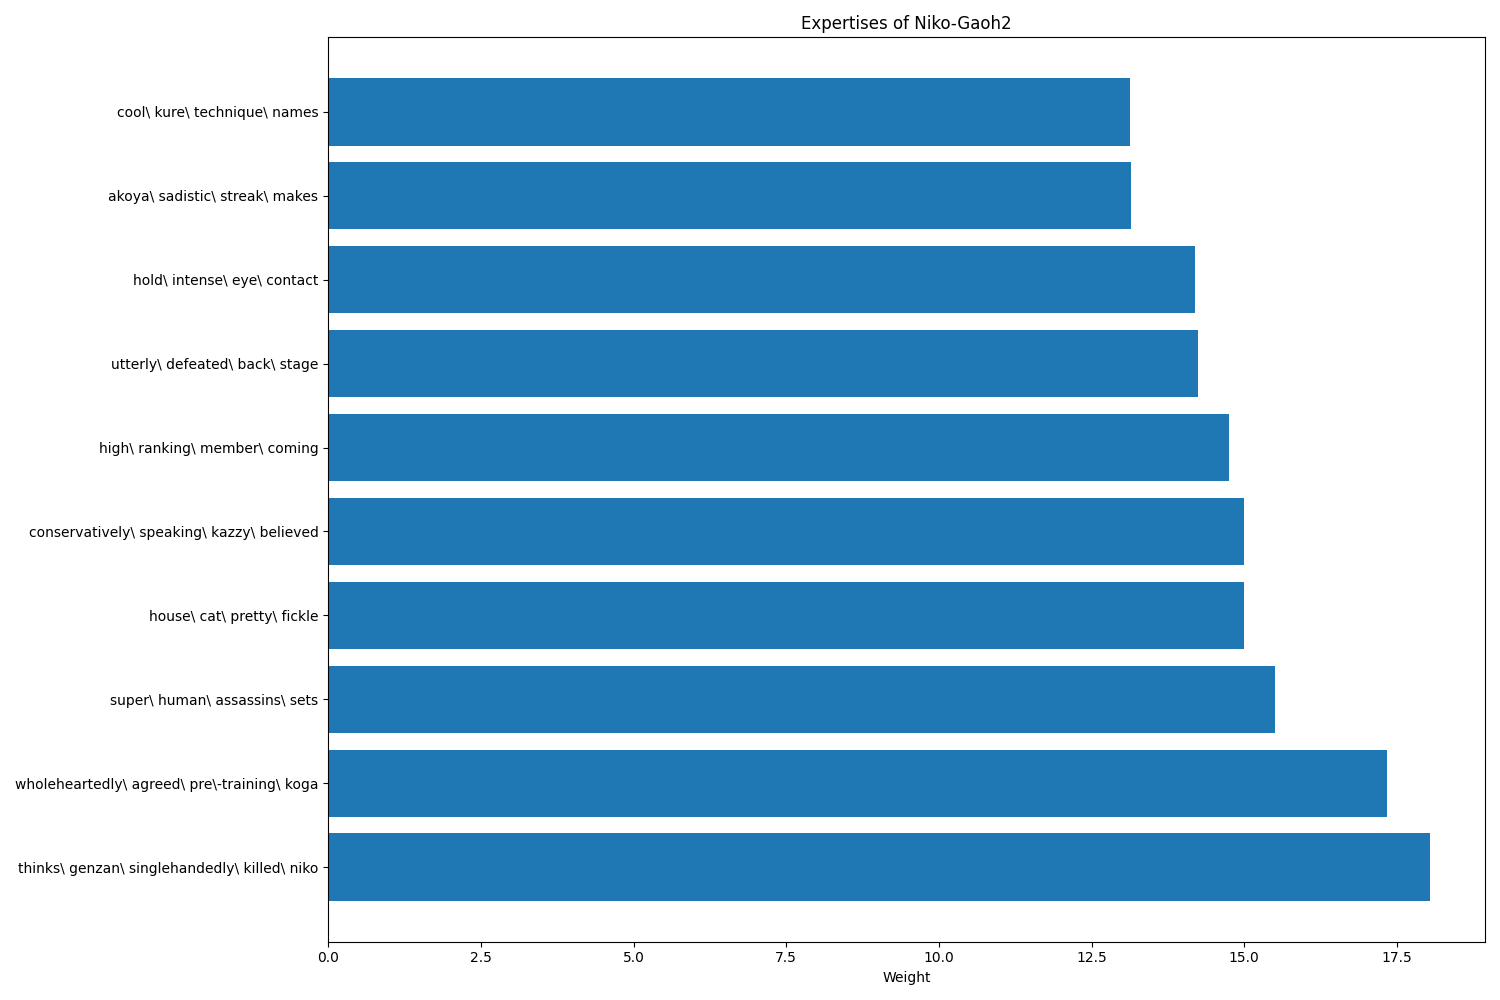 Expertises of Niko-Gaoh2
cool\ kure\ technique\ names
akoya\ sadistic\ streak\ makes
hold\ intense\ eye\ contact
utterly\ defeated\ back\ stage
high\ ranking\ member\ coming
conservatively\ speaking\ kazzy\ believed
house\ cat\ pretty\ fickle
super\ human\ assassins\ sets
wholeheartedly\ agreed\ pre\-training\ koga
thinks\ genzan\ singlehandedly\ killed\ niko
0.0 2.5 5.0 7.5 10.0 12.5 15.0 17.5
Weight